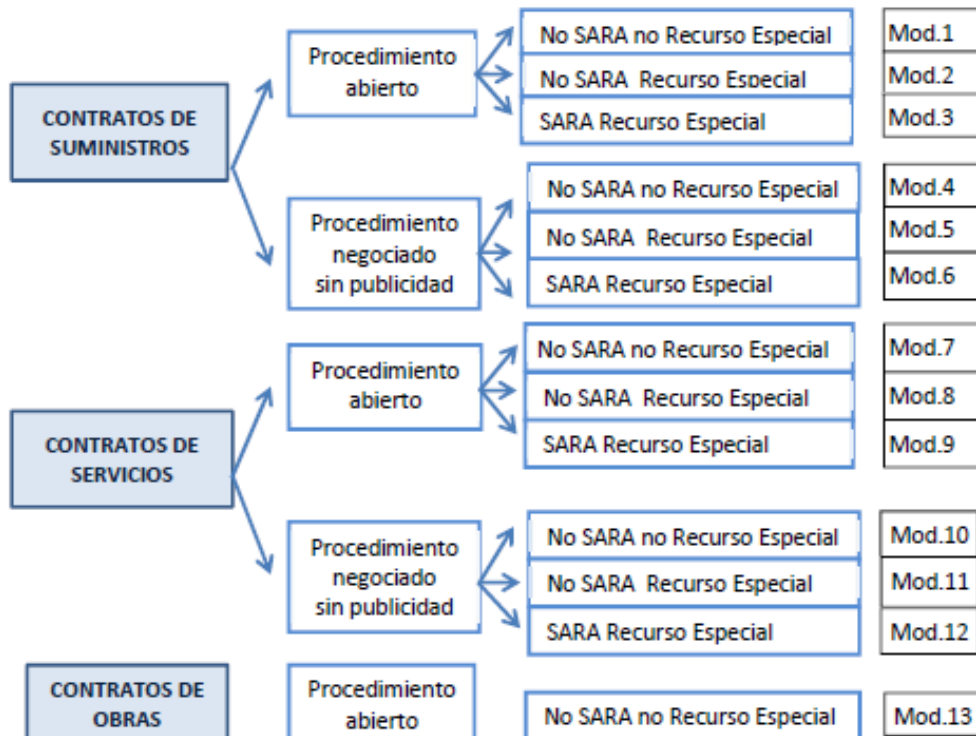 CONTRATOS DE
SUMINISTROS
Procedimiento
abierto
No SARA no Recurso Especial
Mod.1
No SARA Recurso Especial
Mod.2
SARA Recurso Especial
Mod.3
Procedimiento
negociado
sin publicidad
No SARA no Recurso Especial
Mod.4
No SARA Recurso Especial
Mod.5
SARA Recurso Especial
Mod.6
CONTRATOS DE
SERVICIOS
Procedimiento
abierto
No SARA no Recurso Especial
Mod.7
No SARA Recurso Especial
Mod.8
SARA Recurso Especial
Mod.9
Procedimiento
negociado
sin publicidad
No SARA no Recurso Especial
Mod.10
No SARA Recurso Especial
Mod.11
SARA Recurso Especial
Mod.12
CONTRATOS DE
OBRAS
Procedimiento
abierto
No SARA no Recurso Especial
Mod.13